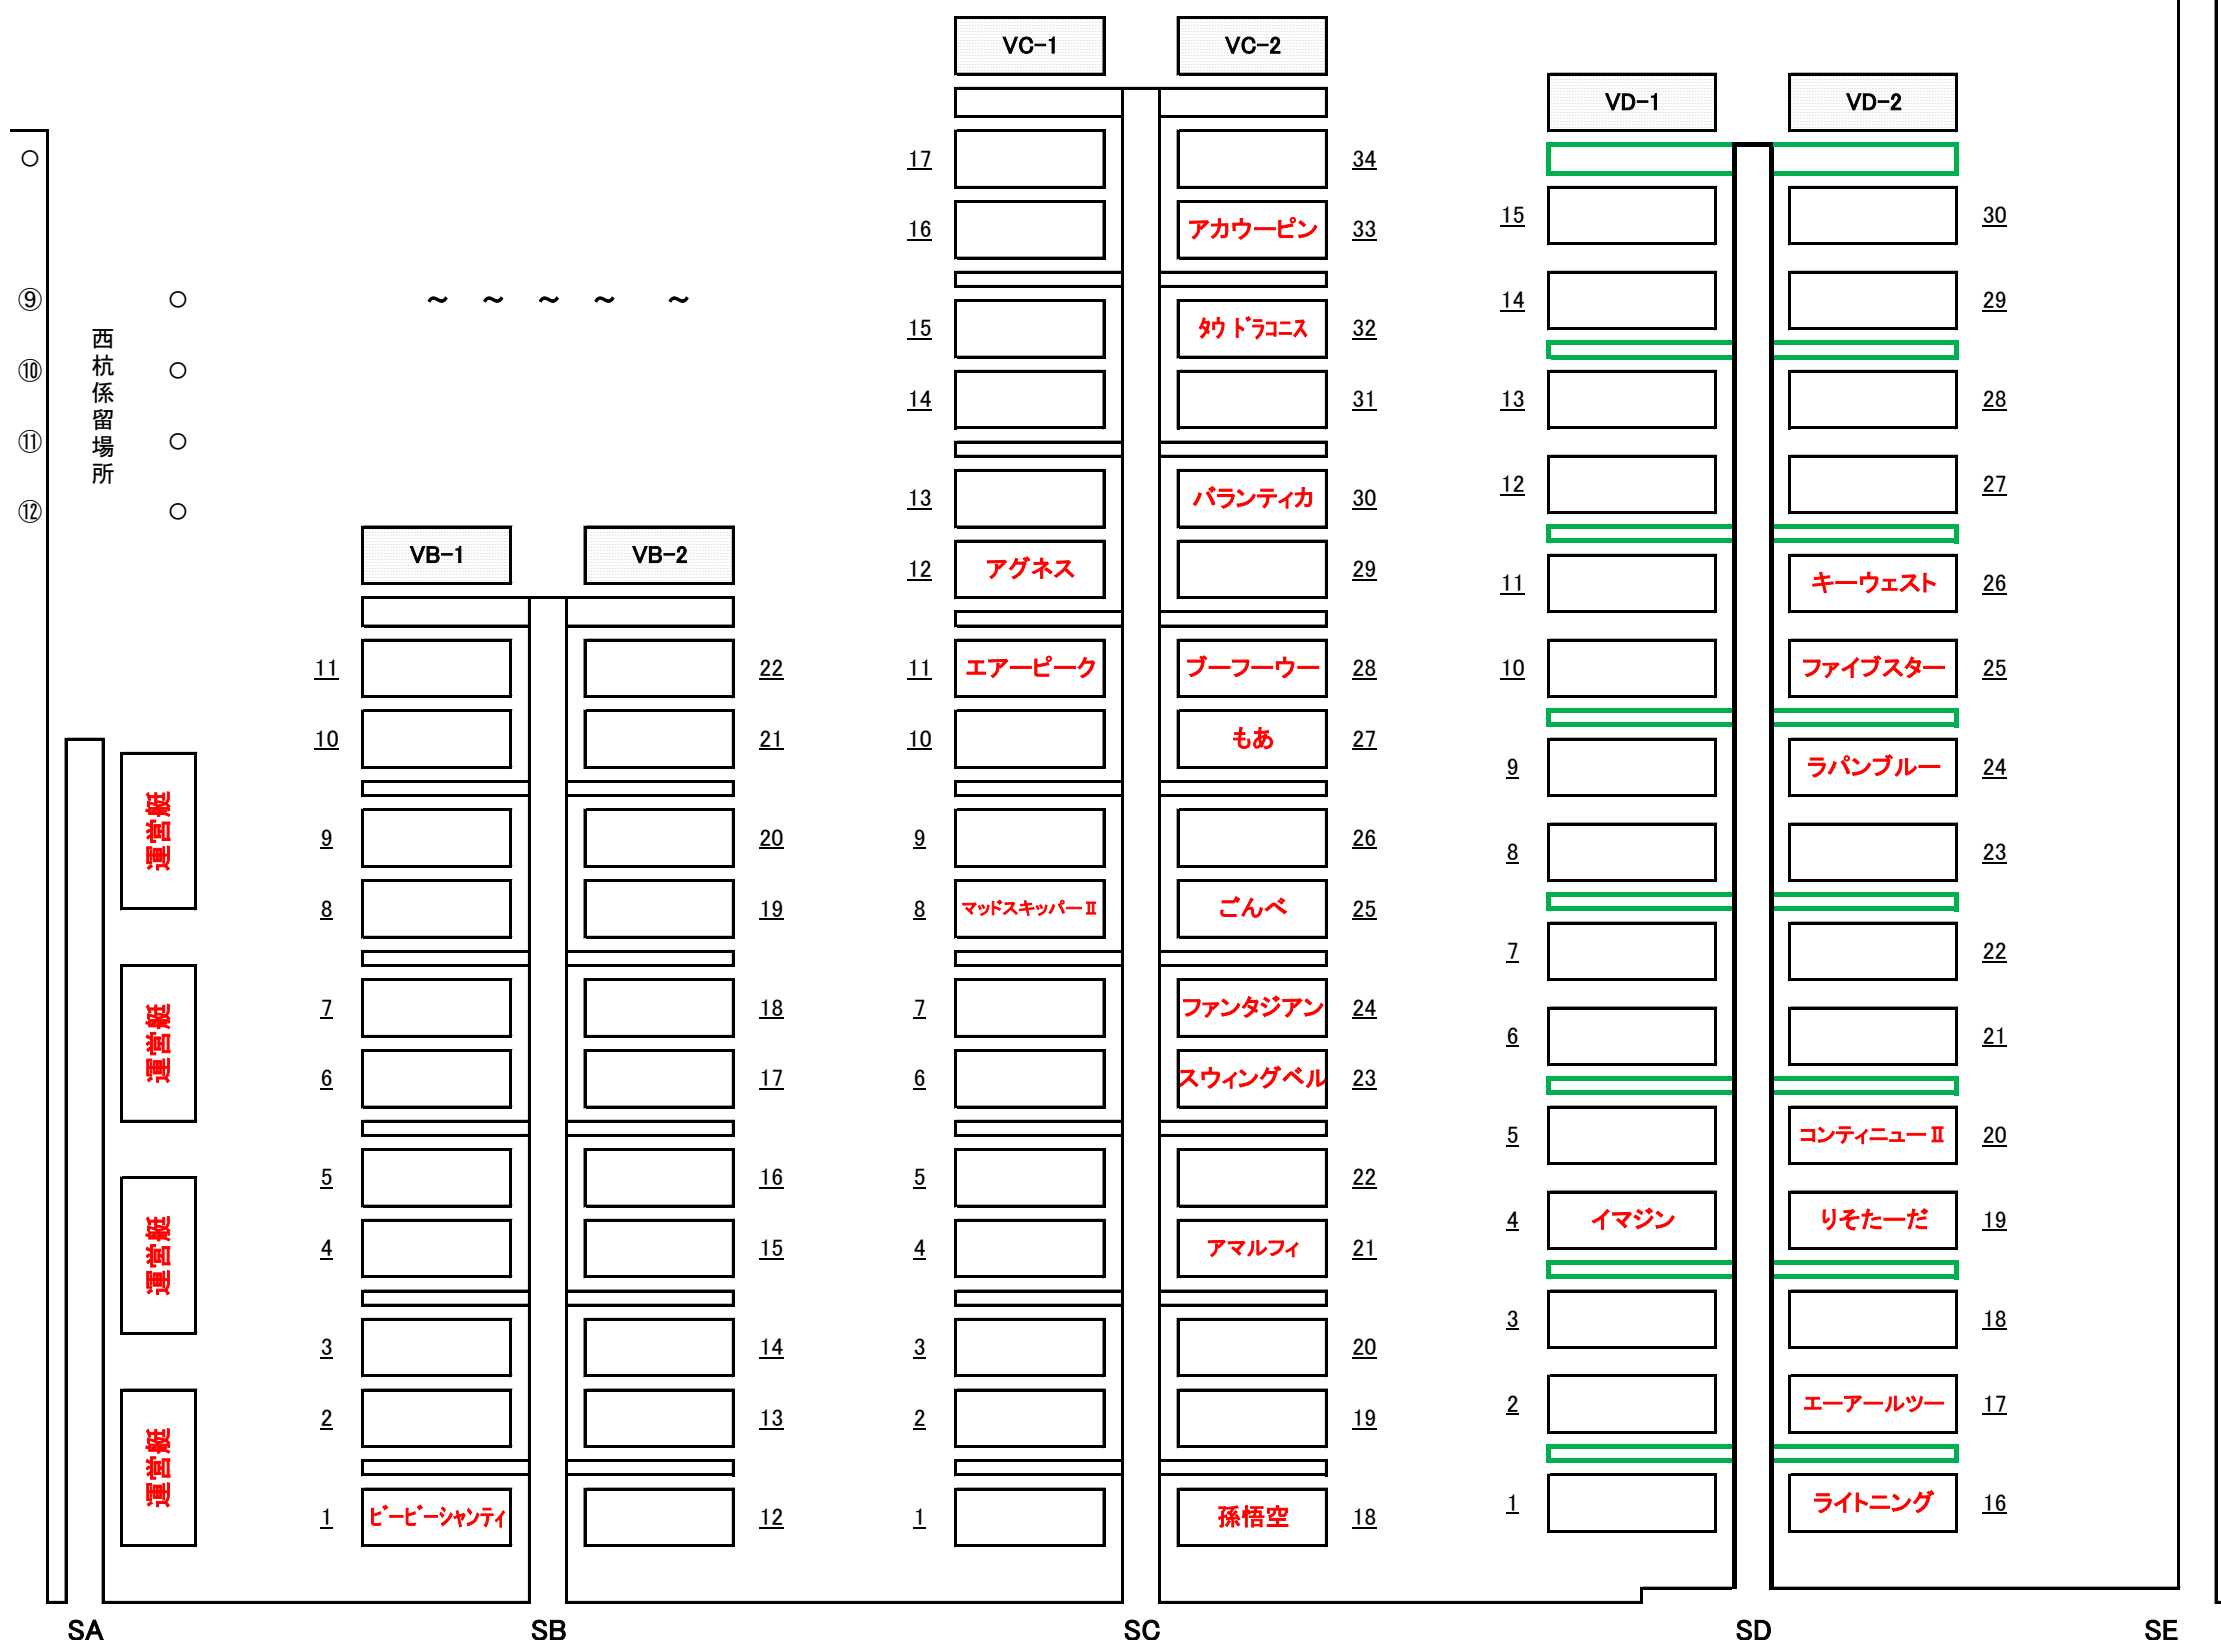 VC-1 VC-2
VD-1 VD-2
17 34
16 アカウーピン 33
15 30
⑨ ~ ~ ~ ~ ~
14 29
15 タウ ドラコニス 32
西杭係留場所
⑩
14 31
13 28
⑪
12 27
13 バランティカ 30
⑫
VB-1 VB-2
12 アグネス 29
11 キーウェスト 26
11 22
11 エアーピーク ブーフーウー 28
10 ファイブスター 25
10 21
10 もあ 27
9 ラパンブルー 24
運営艇
9 20
9 26
8 23
8 19
8 マッドスキッパーⅡ ごんべ 25
7 22
運営艇
7 18
7 ファンタジアン 24
6 21
6 17
6 スウィングベル 23
5 コンティニューⅡ 20
5 16
5 22
4 イマジン りそたーだ 19
運営艇
4 15
4 アマルフィ 21
3 18
3 14
3 20
2 エーアールツー 17
2 13
2 19
運営艇
1 ライトニング 16
1 ビービーシャンティ 12
1 孫悟空 18
SA SB SC SD SE